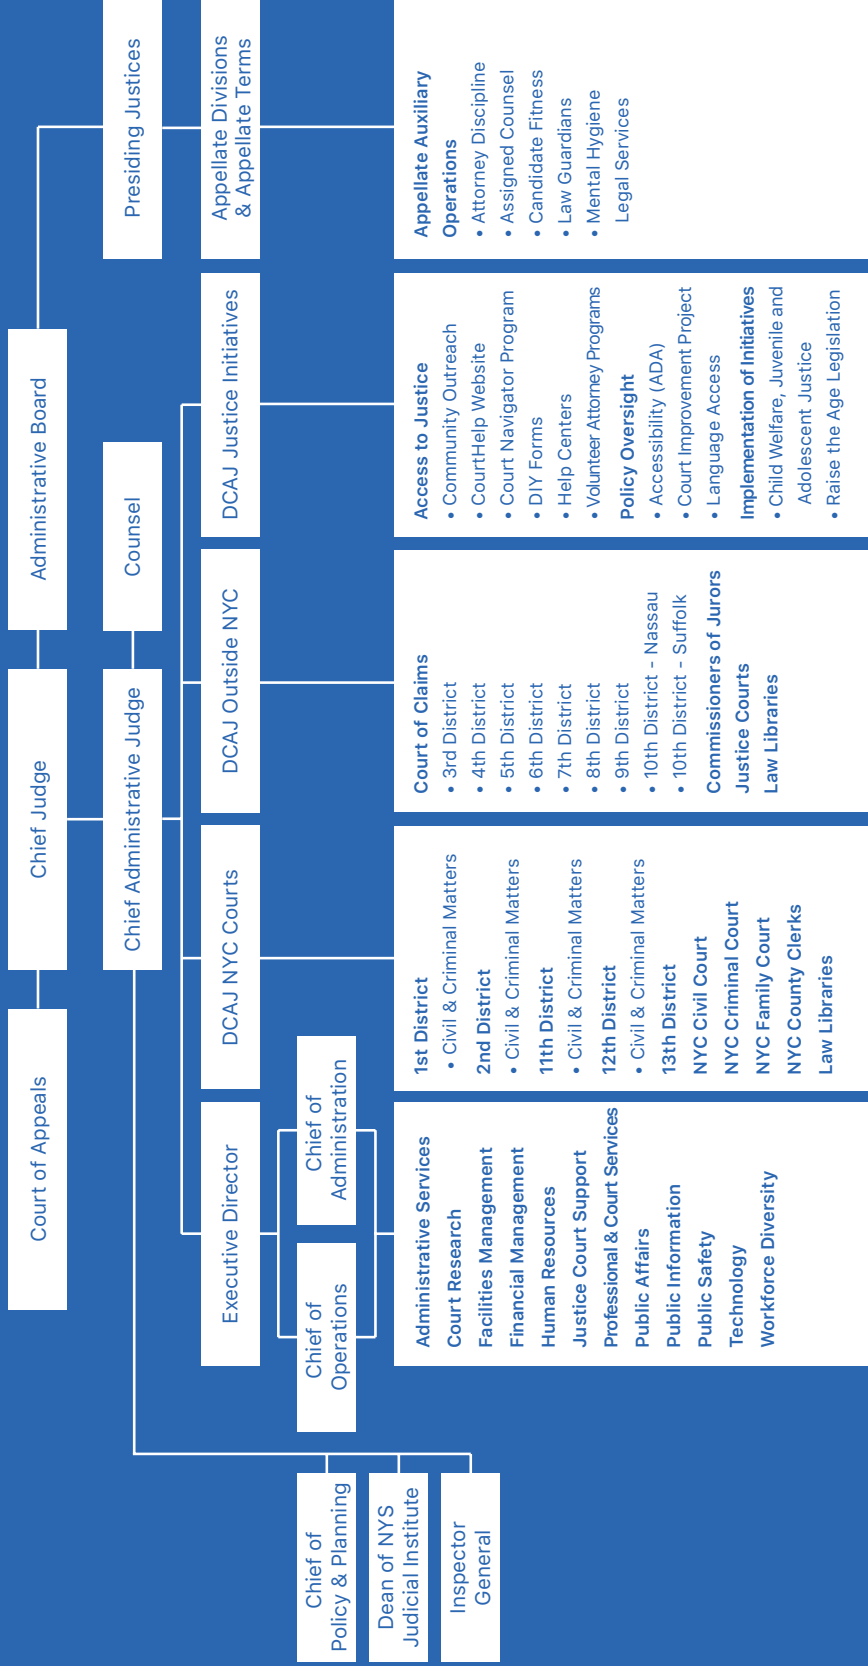 Court of Appeals
Chief Judge
Administrative Board
Chief Administrative Judge
Counsel
Presiding Justices
Executive Director
DCAJ NYC Courts
DCAJ Outside NYC
DCAJ Justice Initiatives
Appellate Divisions
& Appellate Terms
Chief of
Policy & Planning
Dean of NYS
Judicial Institute
Inspector
General
Chief of
Operations
Chief of
Administration
Administrative Services
Court Research
Facilities Management
Financial Management
Human Resources
Justice Court Support
Professional & Court Services
Public Affairs
Public Information
Public Safety
Technology
Workforce Diversity
1st District
• Civil & Criminal Matters
2nd District
• Civil & Criminal Matters
11th District
• Civil & Criminal Matters
12th District
• Civil & Criminal Matters
13th District
NYC Civil Court
NYC Criminal Court
NYC Family Court
NYC County Clerks
Law Libraries
Court of Claims
• 3rd District
• 4th District
• 5th District
• 6th District
• 7th District
• 8th District
• 9th District
• 10th District - Nassau
• 10th District - Suffolk
Commissioners of Jurors
Justice Courts
Law Libraries
Access to Justice
• Community Outreach
• CourtHelp Website
• Court Navigator Program
• DIY Forms
• Help Centers
• Volunteer Attorney Programs
Policy Oversight
• Accessibility (ADA)
• Court Improvement Project
• Language Access
Implementation of Initiatives
• Child Welfare, Juvenile and
Adolescent Justice
• Raise the Age Legislation
Appellate Auxiliary
Operations
• Attorney Discipline
• Assigned Counsel
• Candidate Fitness
• Law Guardians
• Mental Hygiene
Legal Services